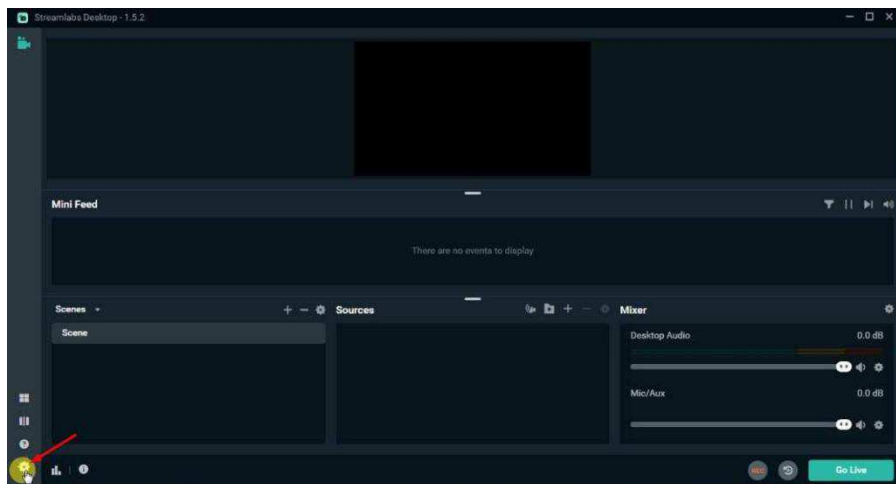 Streamlabs Desktop - 1.5.2
Mini Feed
There are no events to display
Scenes
Sources
Mixer
Scene
Desktop Audio 0.0 dB
Mic/Aux 0.0 dB
REC
Go Live